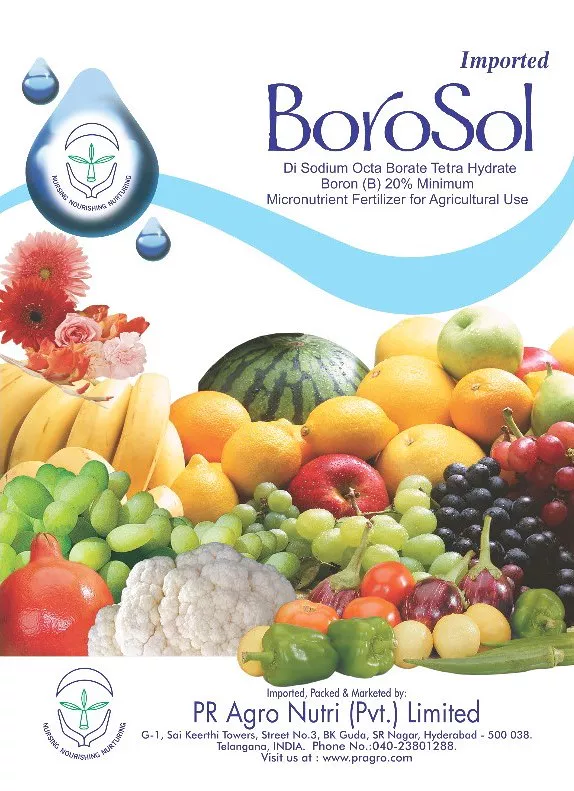 Imported
BoroSol
Di Sodium Octa Borate Tetra Hydrate
Boron (B) 20% Minimum
Micronutrient Fertilizer for Agricultural Use
NURSING NOURISHING NURTURING
Imported, Packed & Marketed by:
PR Agro Nutri (Pvt.) Limited
G-1, Sai Keerthi Towers, Street No.3, BK Guda, SR Nagar, Hyderabad - 500 038.
Telangana, INDIA. Phone No.:040-23801288.
Visit us at : www.pragro.com
NURSING NOURISHING NURTURING